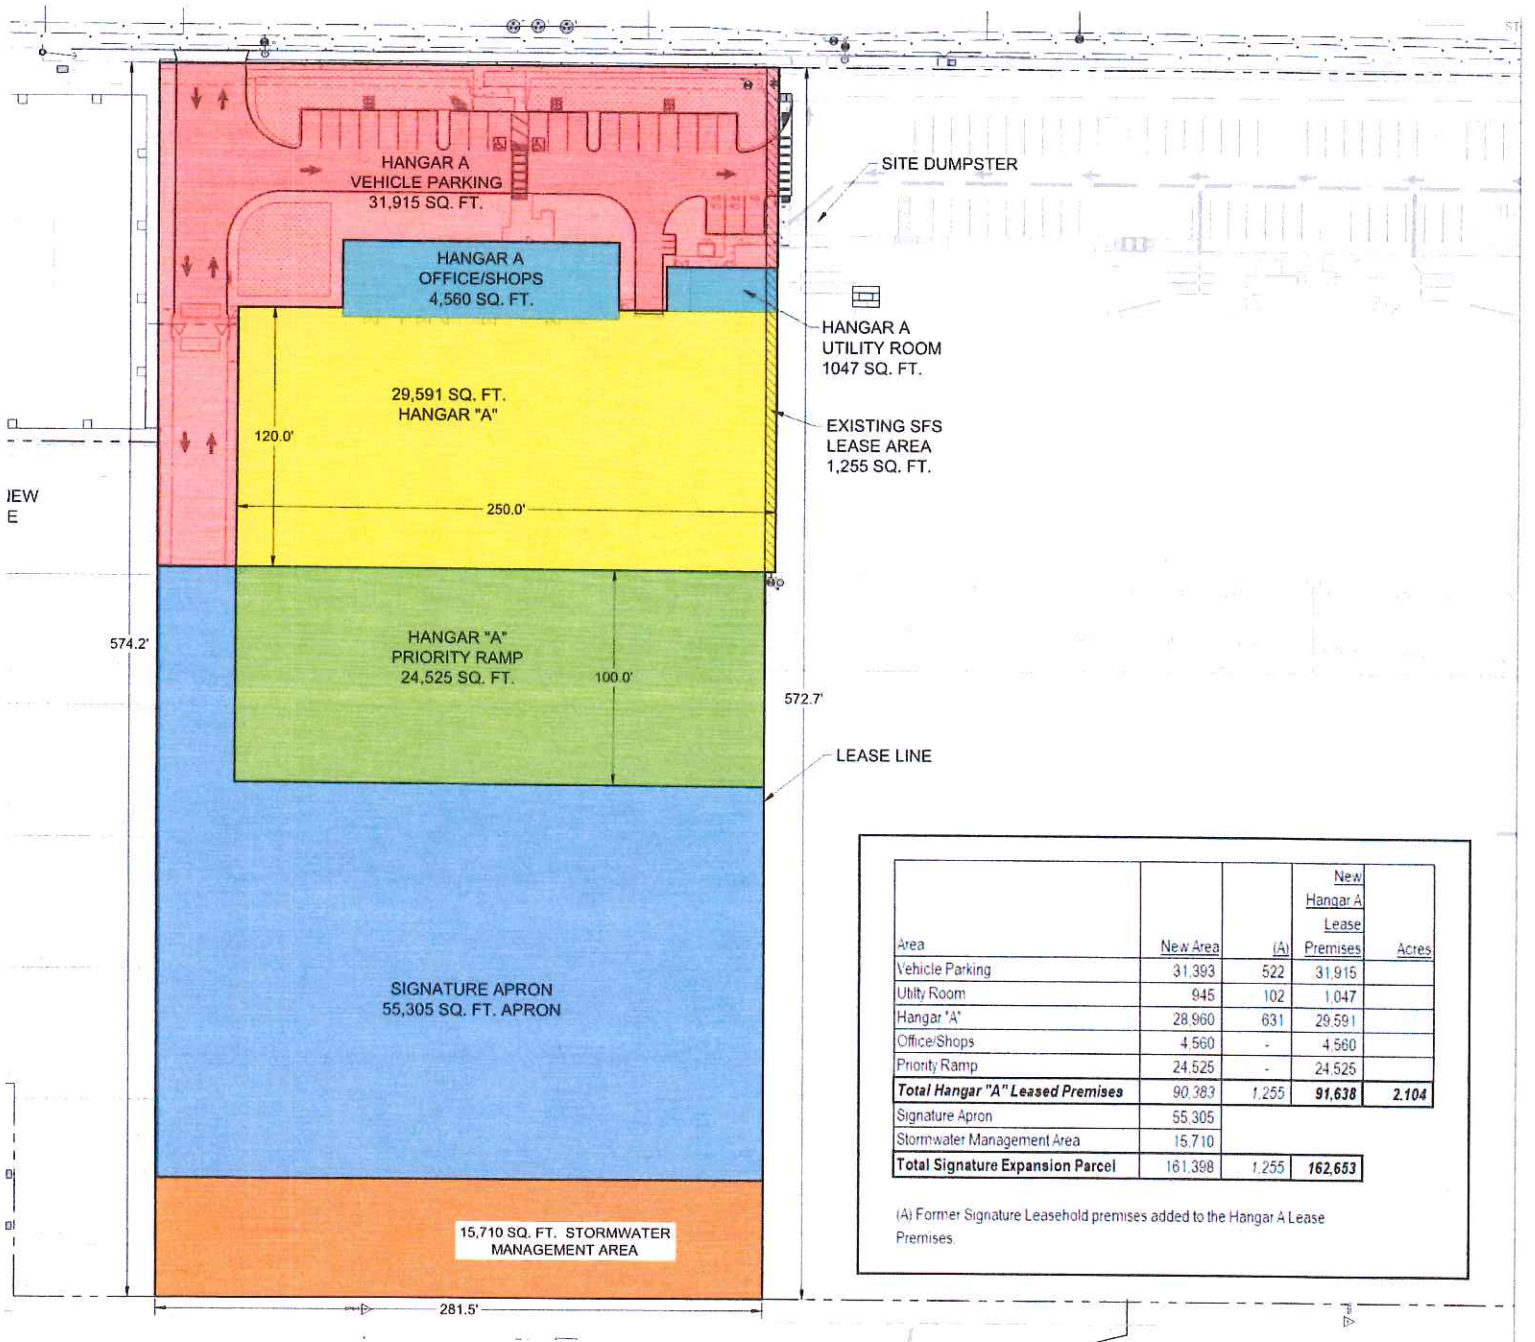 HANGAR A
VEHICLE PARKING
31,915 SQ. FT.
SITE DUMPSTER
HANGAR A
OFFICE/SHOPS
4,560 SQ. FT.
HANGAR A
UTILITY ROOM
1047 SQ. FT.
29,591 SQ. FT.
HANGAR "A"
120.0'
EXISTING SFS
LEASE AREA
1,255 SQ. FT.
250.0'
HANGAR "A"
PRIORITY RAMP
24,525 SQ. FT.
100.0'
574.2'
572.7'
LEASE LINE
SIGNATURE APRON
55,305 SQ. FT. APRON
15,710 SQ. FT. STORMWATER
MANAGEMENT AREA
281.5'
Area New Area (A) New Hangar A Lease Premises Acres
Vehicle Parking 31,393 522 31,915
Utilty Room 945 102 1,047
Hangar "A" 28,960 631 29,591
Office/Shops 4,560 - 4,560
Priority Ramp 24,525 - 24,525
Total Hangar "A" Leased Premises 90,383 1,255 91,638 2.104
Signature Apron 55,305
Stormwater Management Area 15,710
Total Signature Expansion Parcel 161,398 1,255 162,653
(A) Former Signature Leasehold premises added to the Hangar A Lease
Premises.